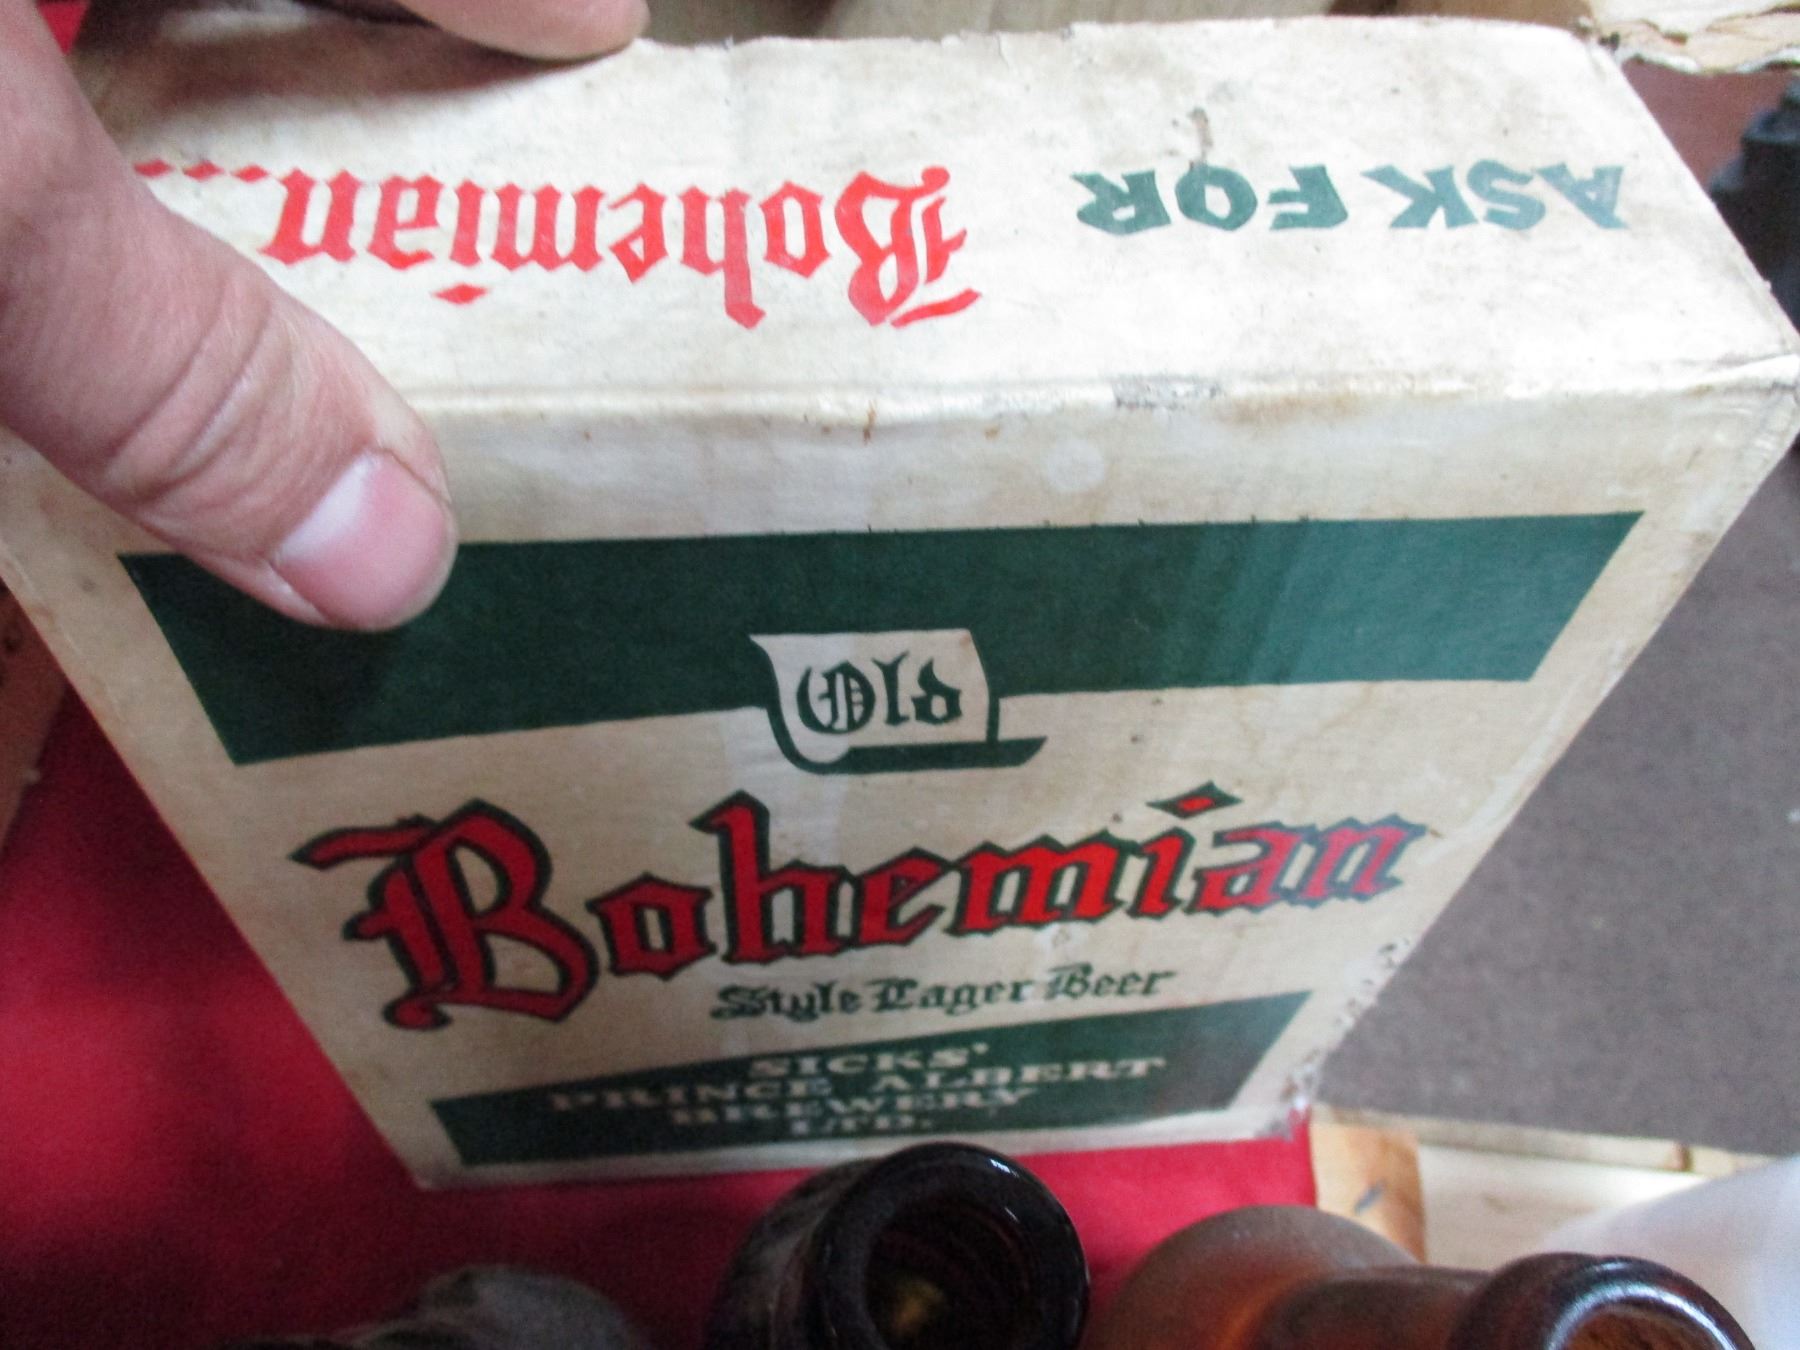 ASK FOR Bohemian....
Old
Bohemian
Style Lager Beer
SICKS'
PRINCE ALBERT
BREWERY
LTD.